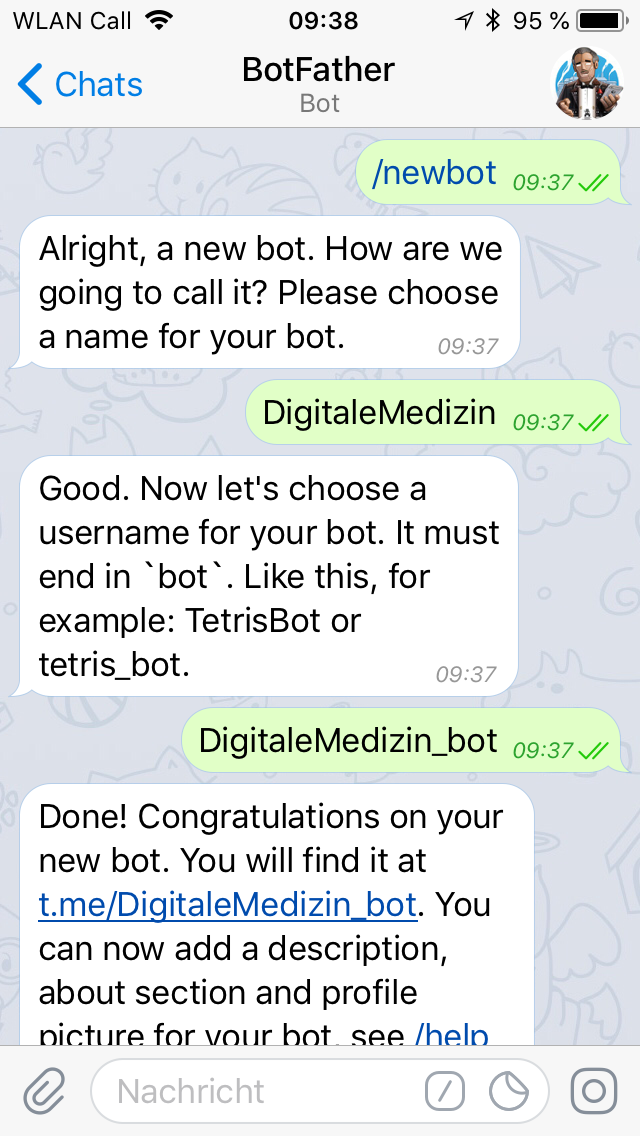 WLAN Call 09:38 95 %
Chats
BotFather
Bot
/newbot 09:37
Alright, a new bot. How are we
going to call it? Please choose
a name for your bot. 09:37
DigitaleMedizin 09:37
Good. Now let's choose a
username for your bot. It must
end in `bot`. Like this, for
example: TetrisBot or
tetris_bot. 09:37
DigitaleMedizin_bot 09:37
Done! Congratulations on your
new bot. You will find it at
t.me/DigitaleMedizin_bot. You
can now add a description,
about section and profile
picture for your bot, see /help
Nachricht